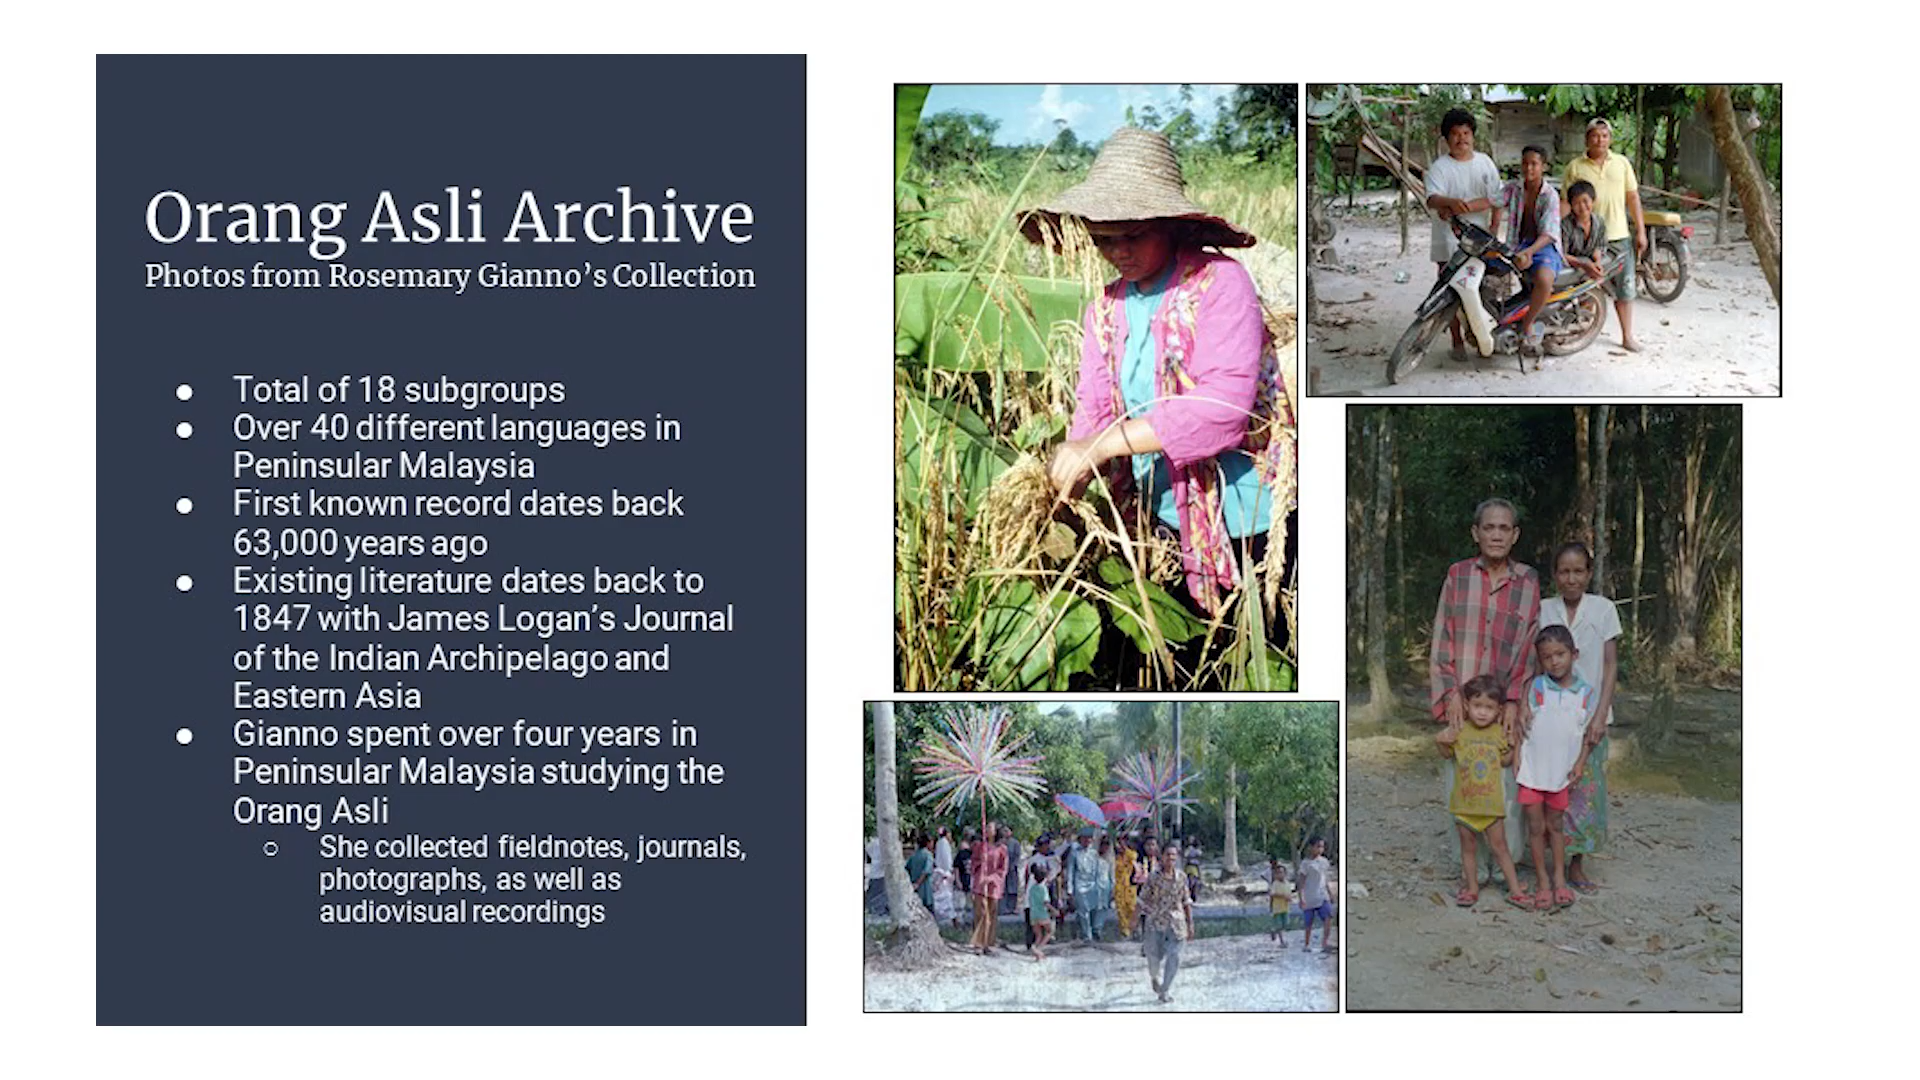 Orang Asli Archive
Photos from Rosemary Gianno’s Collection
● Total of 18 subgroups
● Over 40 different languages in
Peninsular Malaysia
● First known record dates back
63,000 years ago
● Existing literature dates back to
1847 with James Logan’s Journal
of the Indian Archipelago and
Eastern Asia
● Gianno spent over four years in
Peninsular Malaysia studying the
Orang Asli
○ She collected fieldnotes, journals,
photographs, as well as
audiovisual recordings